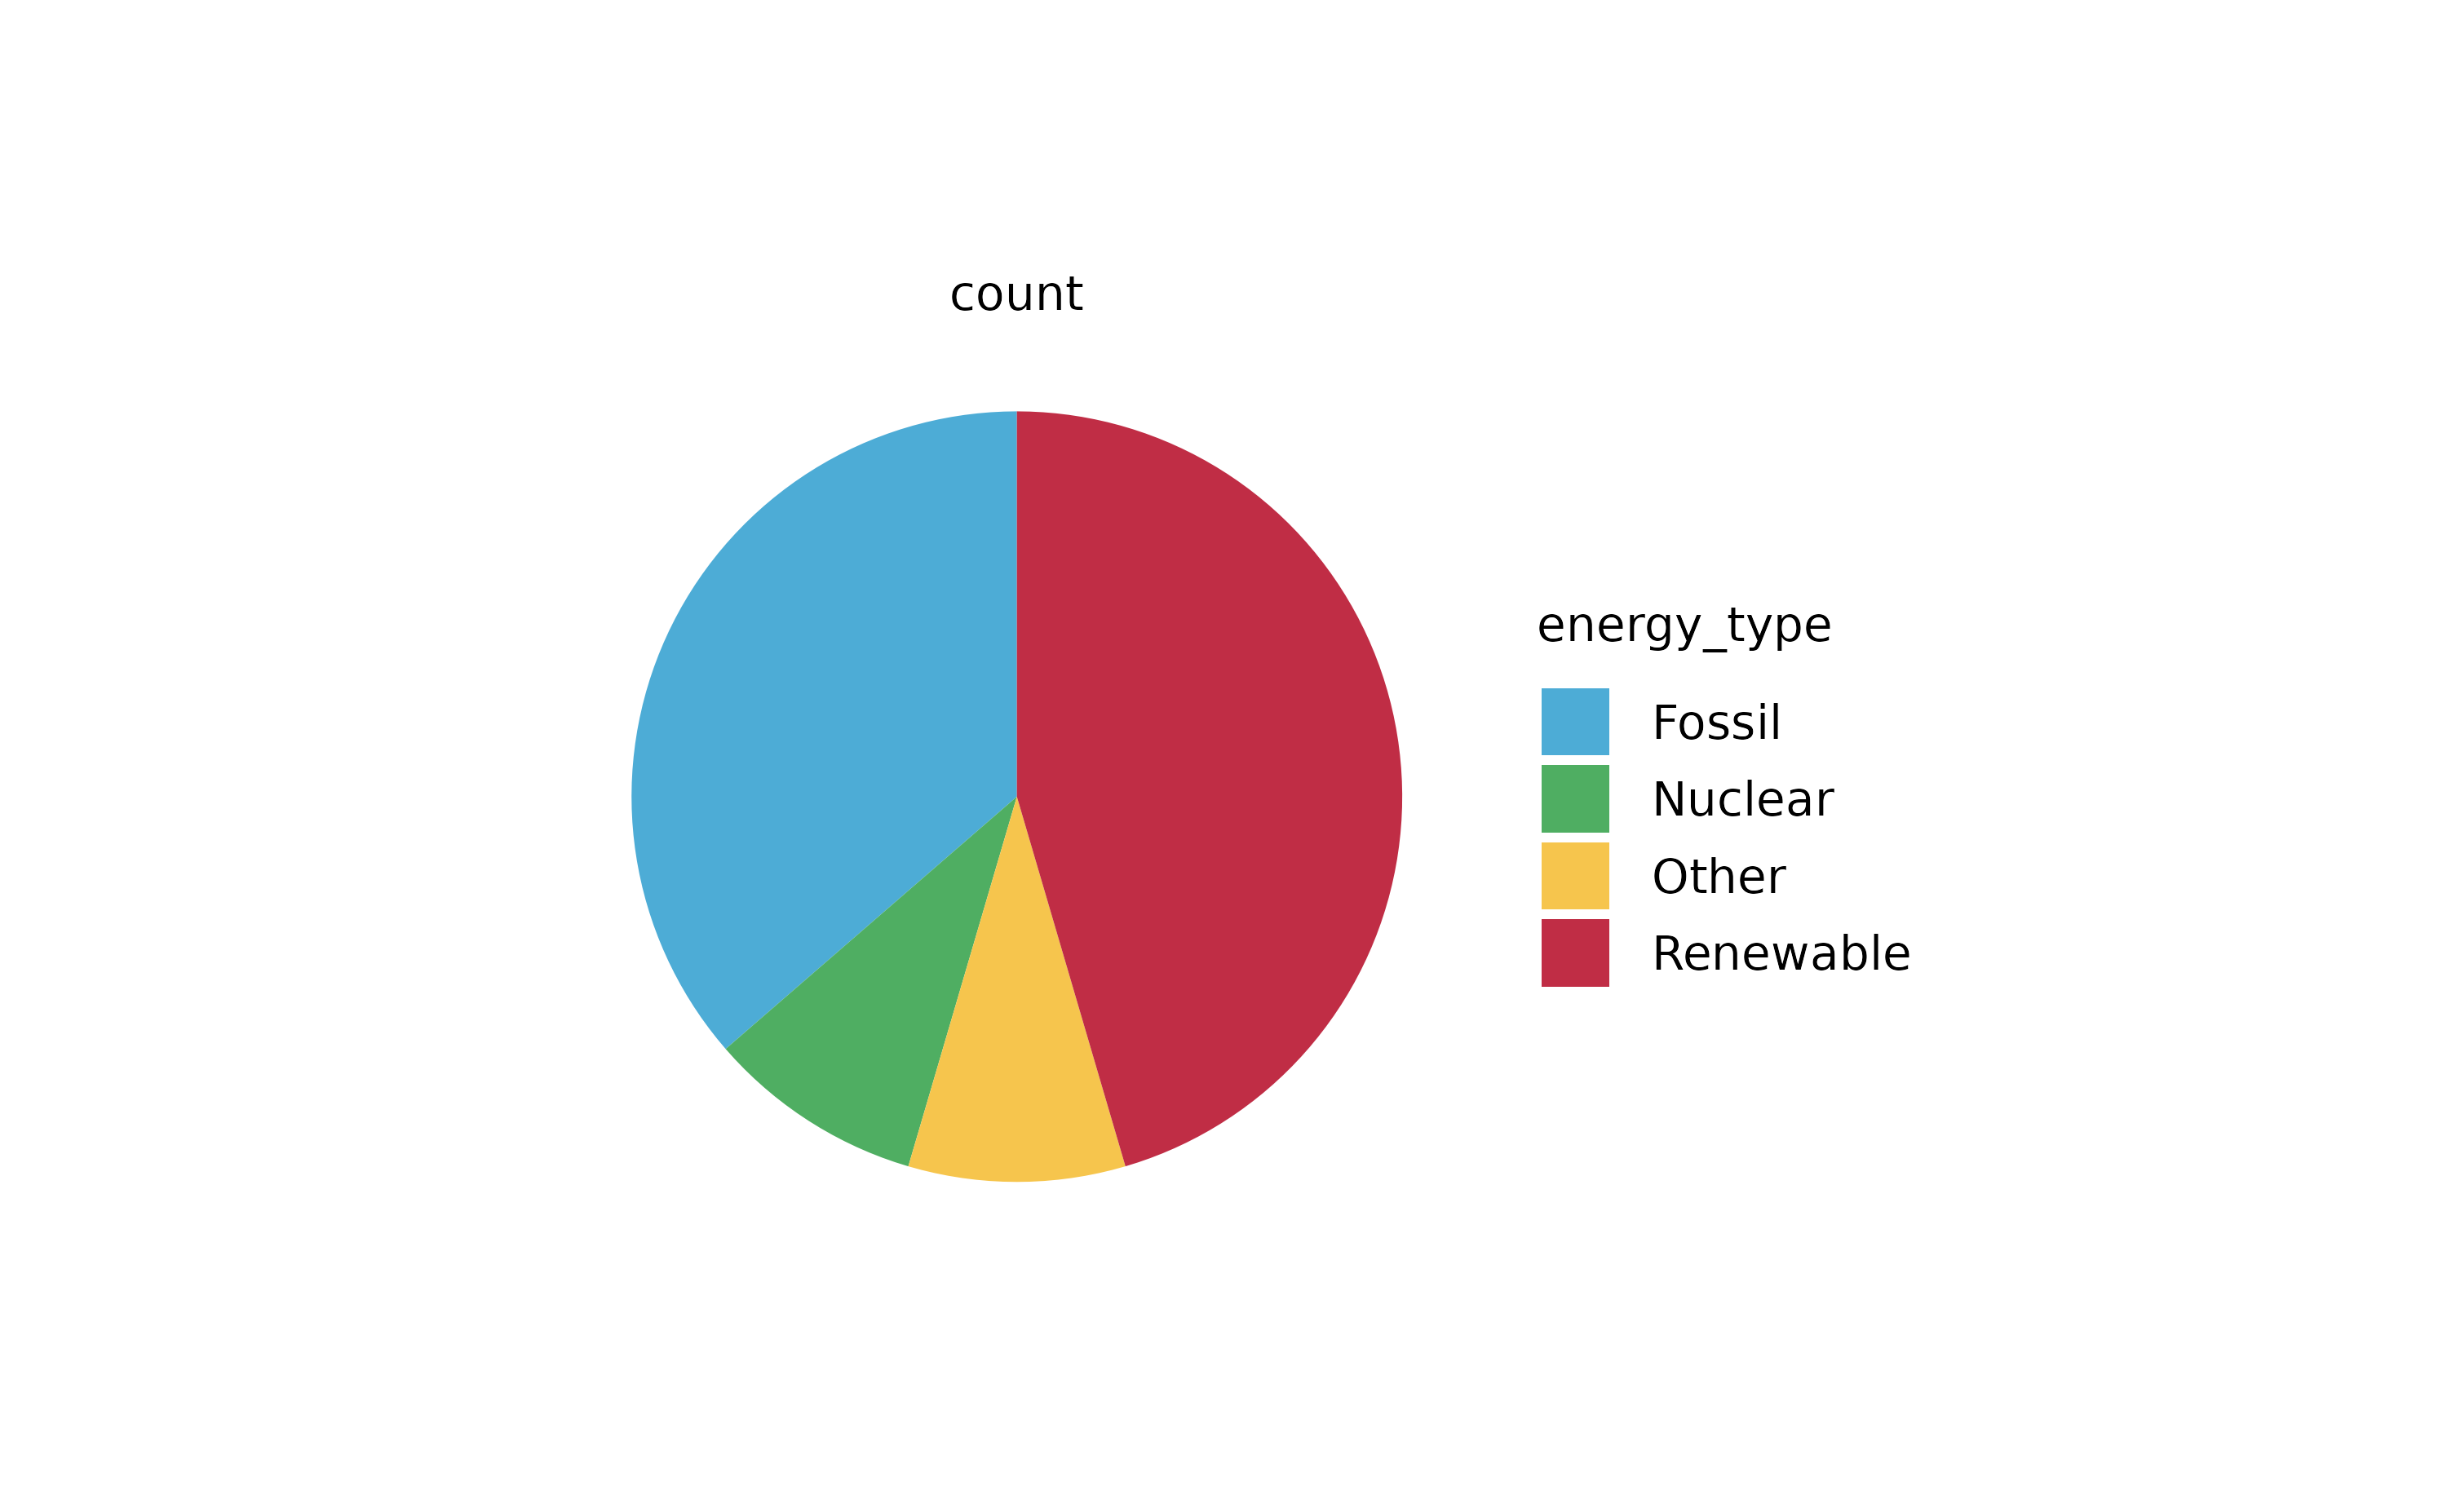 count
energy_type
Fossil
Nuclear
Other
Renewable